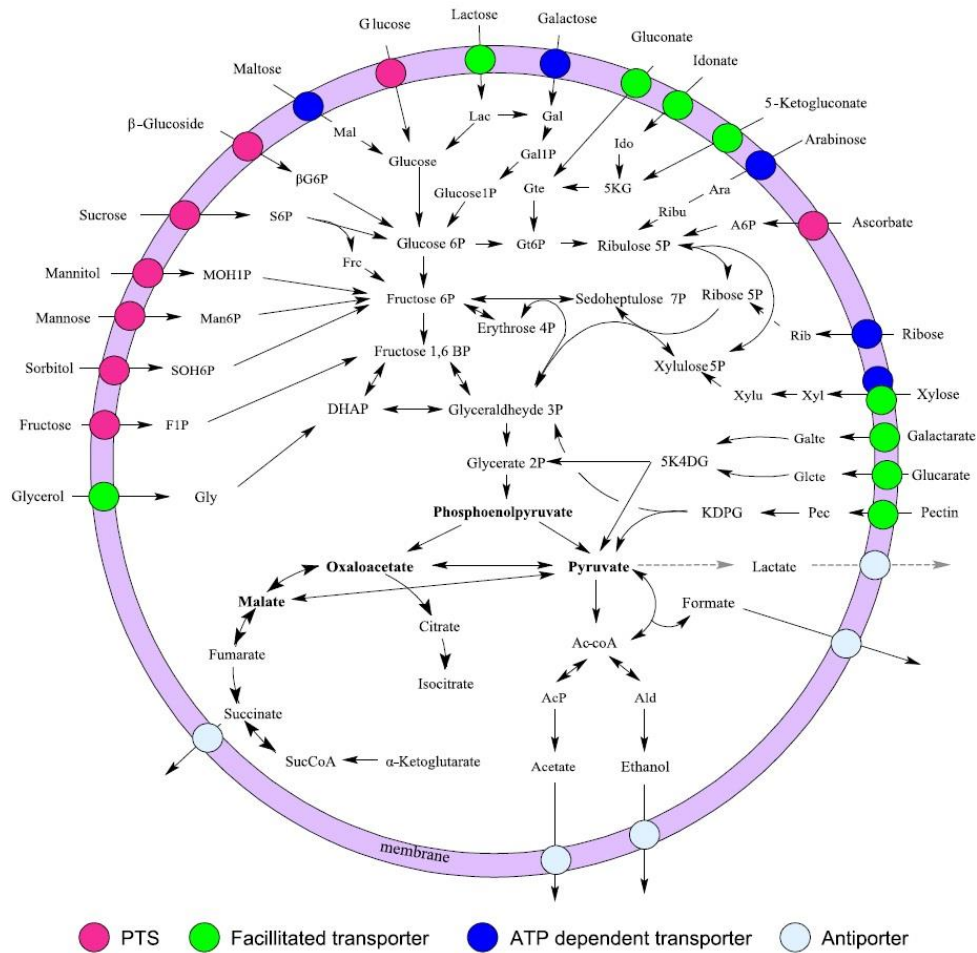 Lactose
Galactose
Glucose
Gluconate
Idonate
Maltose
5-Ketogluconate
β-Glucoside
Arabinose
Mal
Lac
Gal
Ido
Glucose
Gal1P
βG6P
Glucose1P
Gte
5KG
Ara
Sucrose
S6P
Ribu
A6P
Ascorbate
Glucose 6P
Gt6P
Ribulose 5P
Frc
Mannitol
MOH1P
Fructose 6P
Sedoheptulose 7P
Ribose 5P
Mannose
Man6P
Erythrose 4P
Rib
Ribose
Fructose 1,6 BP
Xylulose5P
Sorbitol
SOH6P
Xylu
Xyl
Xylose
DHAP
Glyceraldheyde 3P
Fructose
F1P
Galte
Galactarate
Glycerate 2P
5K4DG
Glcte
Glucarate
Glycerol
Gly
Phosphoenolpyruvate
KDPG
Pec
Pectin
Oxaloacetate
Pyruvate
Lactate
Malate
Formate
Citrate
Ac-coA
Fumarate
Isocitrate
AcP
Ald
Succinate
SucCoA
α-Ketoglutarate
Acetate
Ethanol
membrane
PTS
Facillitated transporter
ATP dependent transporter
Antiporter